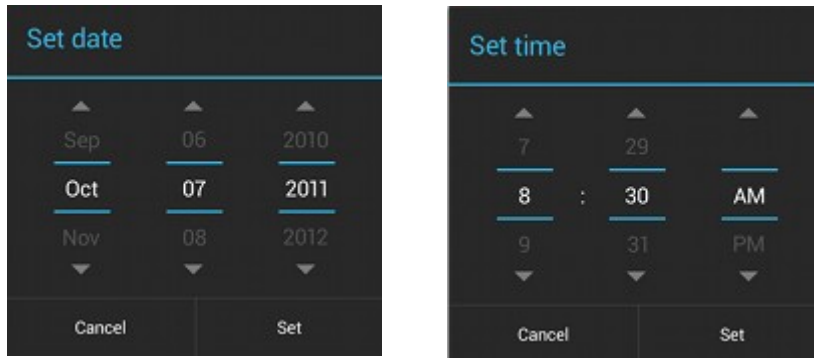 Set date
Sep 06 2010
Oct 07 2011
Nov 08 2012
Cancel Set
Set time
7 29
8 : 30 AM
9 31 PM
Cancel Set